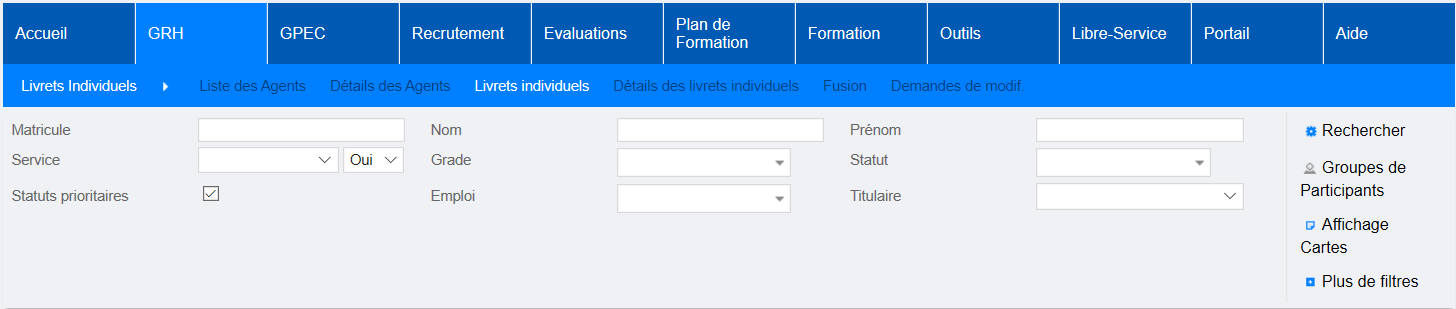 Accueil GRH GPEC Recrutement Evaluations Plan de Formation Formation Outils Libre-Service Portail Aide
Livrets Individuels Liste des Agents Détails des Agents Livrets individuels Détails des livrets individuels Fusion Demandes de modif.
Matricule Nom Prénom
Service Oui Grade Statut
Statuts prioritaires Emploi Titulaire
Rechercher
Groupes de
Participants
Affichage
Cartes
Plus de filtres